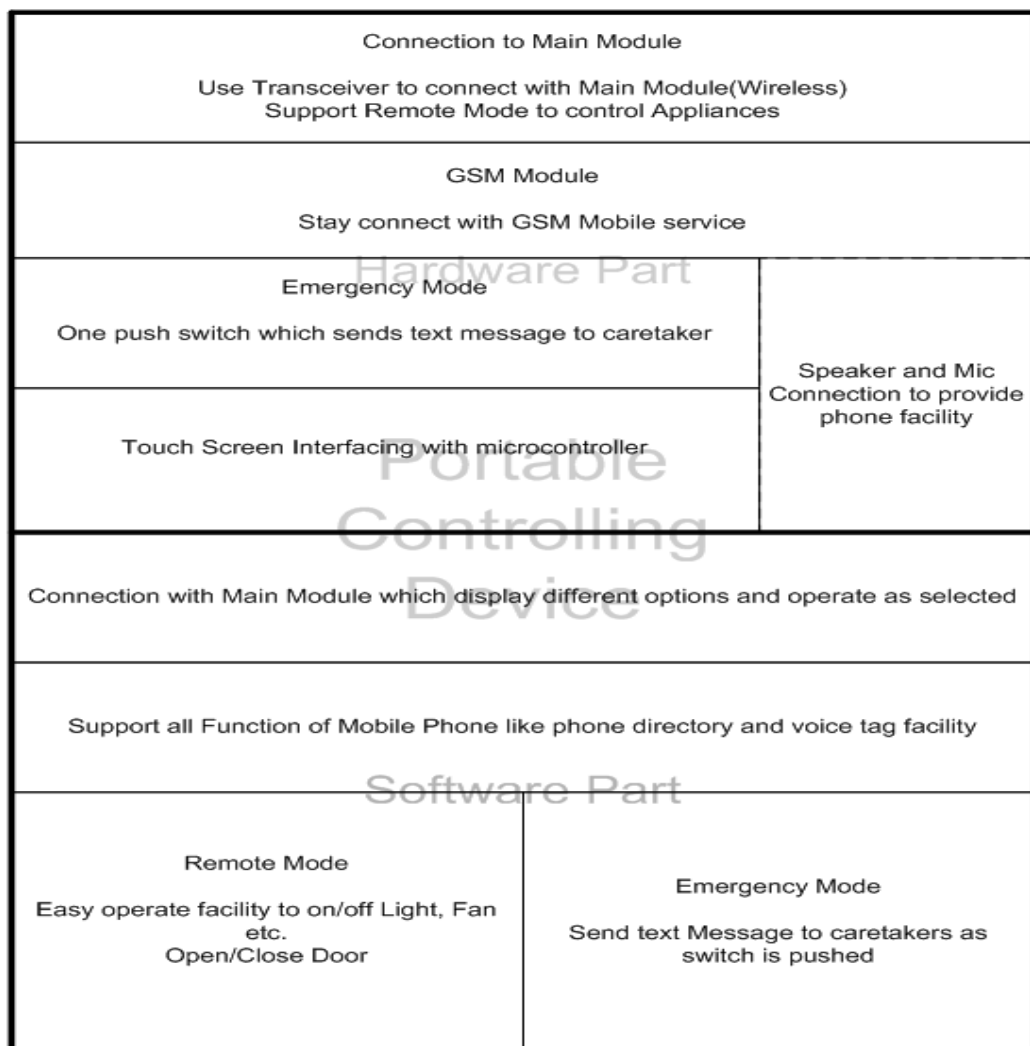 Connection to Main Module
Use Transceiver to connect with Main Module(Wireless)
Support Remote Mode to control Appliances
GSM Module
Stay connect with GSM Mobile service
Hardware Part
Emergency Mode
One push switch which sends text message to caretaker
Speaker and Mic
Connection to provide
phone facility
Touch Screen Interfacing with microcontroller
Portable
Controlling
Device
Connection with Main Module which display different options and operate as selected
Support all Function of Mobile Phone like phone directory and voice tag facility
Software Part
Remote Mode
Easy operate facility to on/off Light, Fan
etc.
Open/Close Door
Emergency Mode
Send text Message to caretakers as
switch is pushed